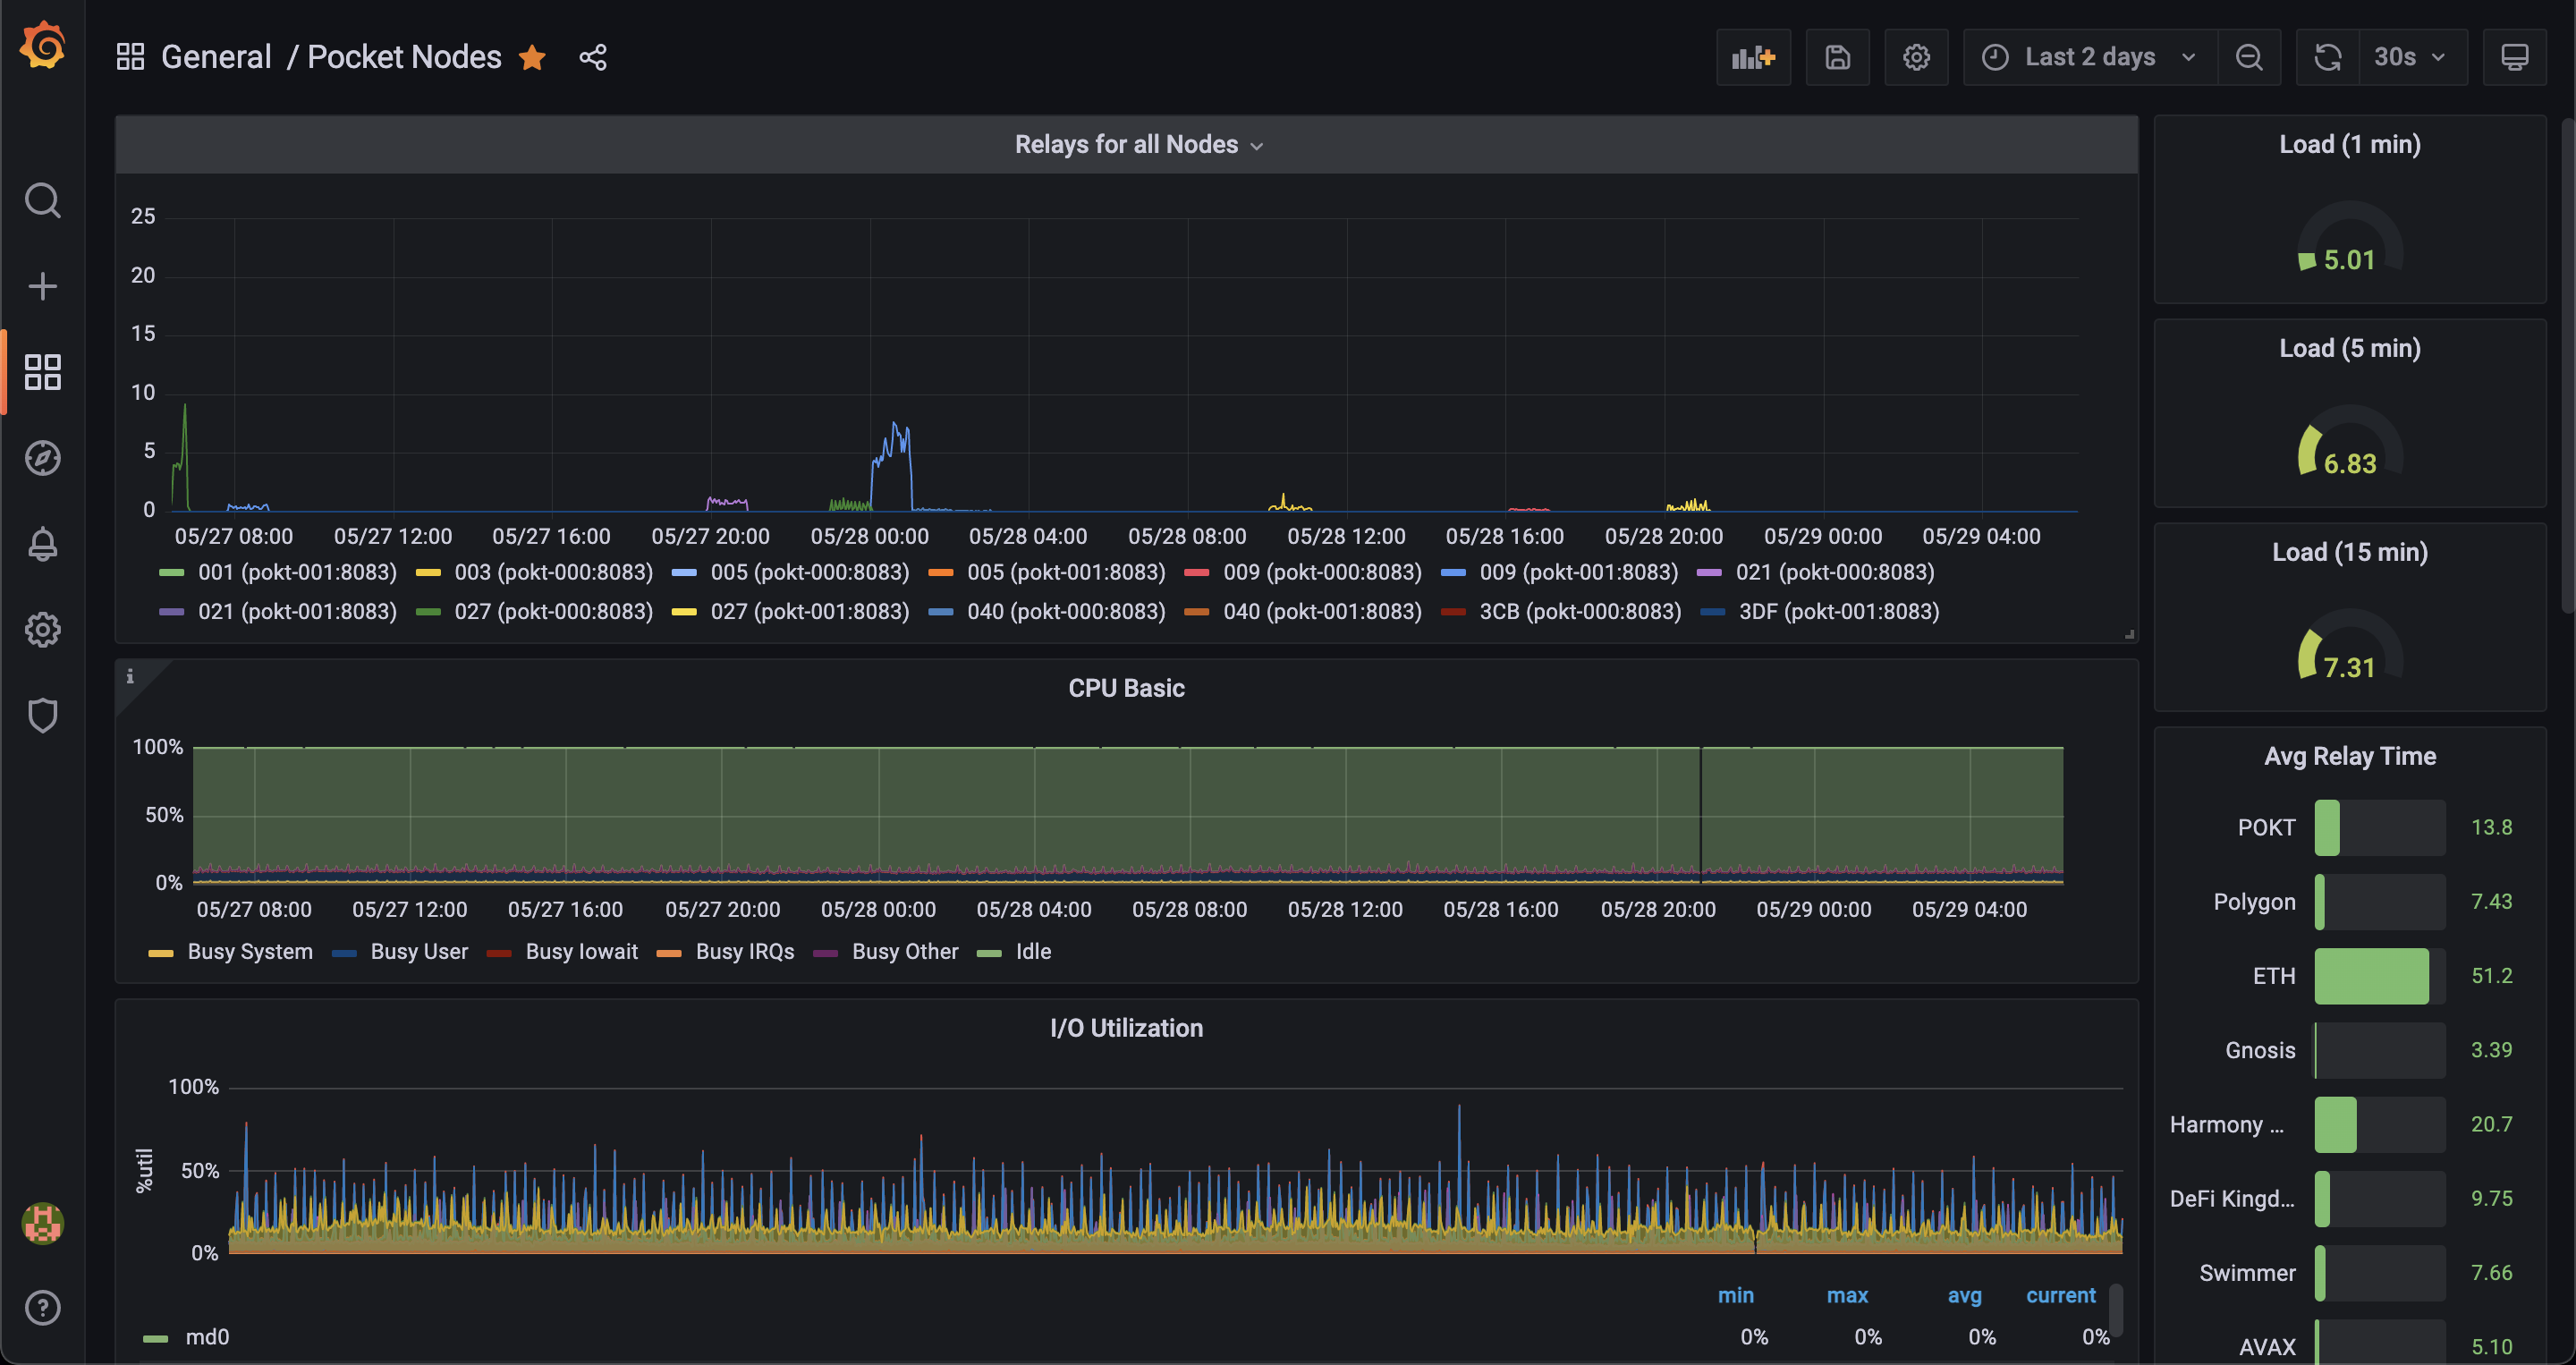 General / Pocket Nodes
Last 2 days
30s
Relays for all Nodes
25
20
15
10
5
0
05/27 08:00 05/27 12:00 05/27 16:00 05/27 20:00 05/28 00:00 05/28 04:00 05/28 08:00 05/28 12:00 05/28 16:00 05/28 20:00 05/29 00:00 05/29 04:00
001 (pokt-001:8083) 003 (pokt-000:8083) 005 (pokt-000:8083) 005 (pokt-001:8083) 009 (pokt-000:8083) 009 (pokt-001:8083) 021 (pokt-000:8083)
021 (pokt-001:8083) 027 (pokt-000:8083) 027 (pokt-001:8083) 040 (pokt-000:8083) 040 (pokt-001:8083) 3CB (pokt-000:8083) 3DF (pokt-001:8083)
i
CPU Basic
100%
50%
0%
05/27 08:00 05/27 12:00 05/27 16:00 05/27 20:00 05/28 00:00 05/28 04:00 05/28 08:00 05/28 12:00 05/28 16:00 05/28 20:00 05/29 00:00 05/29 04:00
Busy System Busy User Busy Iowait Busy IRQs Busy Other Idle
I/O Utilization
%util
100%
50%
0%
min max avg current
md0 0% 0% 0% 0%
Load (1 min)
5.01
Load (5 min)
6.83
Load (15 min)
7.31
Avg Relay Time
POKT 13.8
Polygon 7.43
ETH 51.2
Gnosis 3.39
Harmony ... 20.7
DeFi Kingd... 9.75
Swimmer 7.66
AVAX 5.10